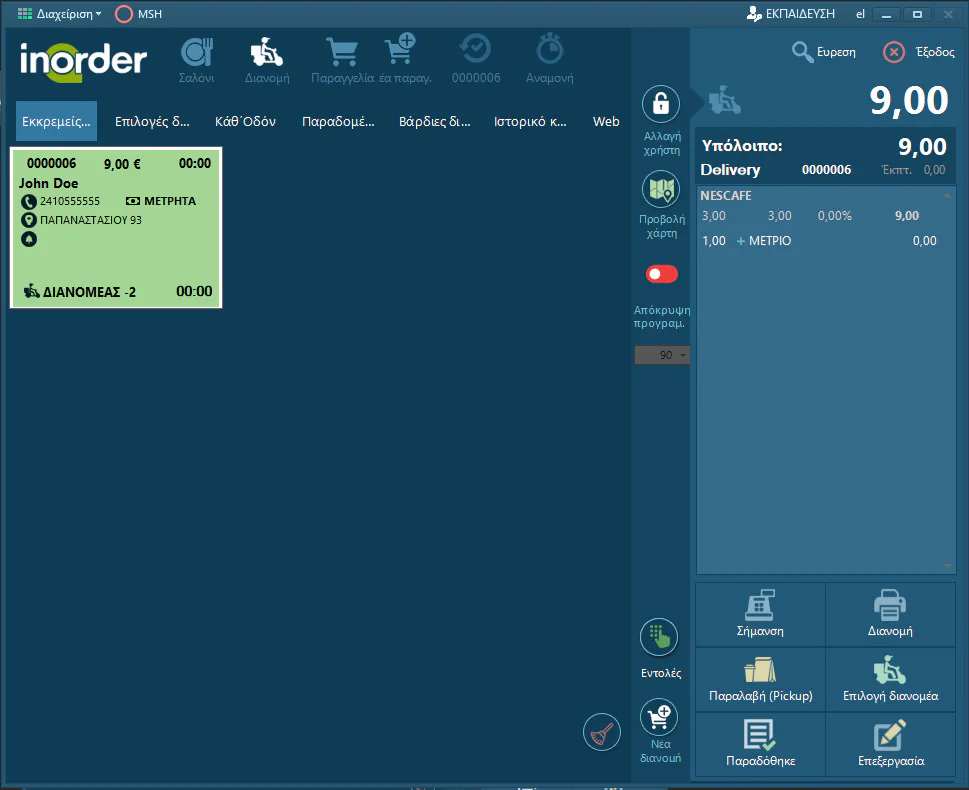 Διαχείριση
MSH
ΕΚΠΑΙΔΕΥΣΗ
el
inorder
Σαλόνι
Διανομή
Παραγγελία
έα παραγ.
0000006
Αναμονή
Ευρεση
Έξοδος
Εκκρεμείς...
Επιλογές δ...
Κάθ΄Οδόν
Παραδομέ...
Βάρδιες δι...
Ιστορικό κ...
Web
0000006 9,00 € 00:00
John Doe
2410555555 ΜΕΤΡΗΤΑ
ΠΑΠΑΝΑΣΤΑΣΙΟΥ 93
ΔΙΑΝΟΜΕΑΣ -2 00:00
Αλλαγή
χρήστη
Προβολή
χάρτη
Απόκρυψη
προγραμ.
90
Εντολές
Νέα
διανομή
9,00
Υπόλοιπο: 9,00
Delivery 0000006 Έκπτ. 0,00
NESCAFE
3,00 3,00 0,00% 9,00
1,00 + ΜΕΤΡΙΟ 0,00
Σήμανση
Διανομή
Παραλαβή (Pickup)
Επιλογή διανομέα
Παραδόθηκε
Επεξεργασία